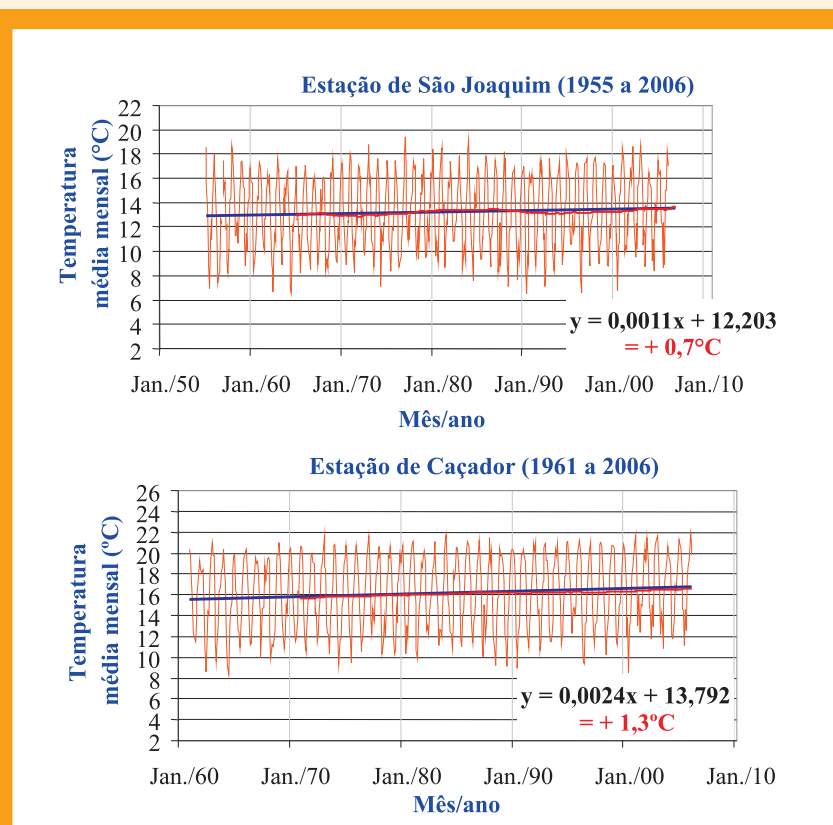 Estação de São Joaquim (1955 a 2006)
Temperatura
média mensal (°C)
22
20
18
16
14
12
10
8
6
4
2
y = 0,0011x + 12,203
= + 0,7°C
Jan./50 Jan./60 Jan./70 Jan./80 Jan./90 Jan./00 Jan./10
Mês/ano
Estação de Caçador (1961 a 2006)
Temperatura
média mensal (ºC)
26
24
22
20
18
16
14
12
10
8
6
4
2
y = 0,0024x + 13,792
= + 1,3ºC
Jan./60 Jan./70 Jan./80 Jan./90 Jan./00 Jan./10
Mês/ano